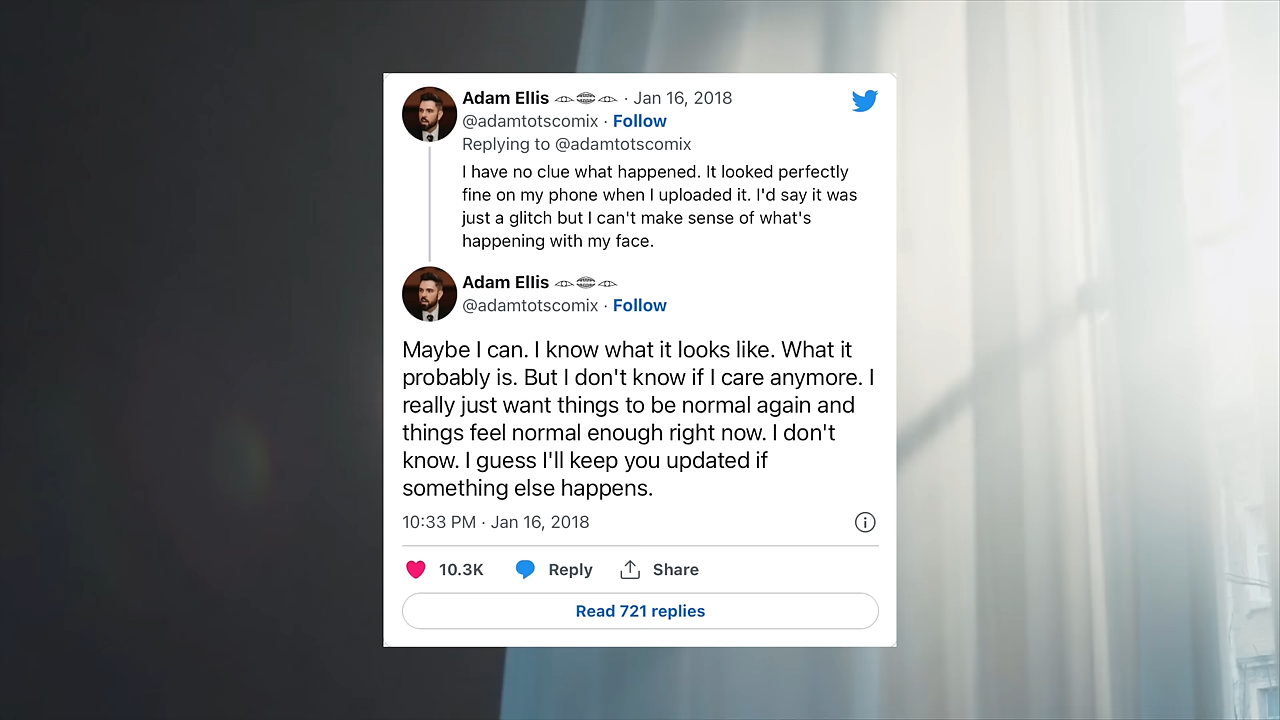 Adam Ellis · Jan 16, 2018
@adamtotscomix · Follow
Replying to @adamtotscomix
I have no clue what happened. It looked perfectly
fine on my phone when I uploaded it. I'd say it was
just a glitch but I can't make sense of what's
happening with my face.
Adam Ellis
@adamtotscomix · Follow
Maybe I can. I know what it looks like. What it
probably is. But I don't know if I care anymore. I
really just want things to be normal again and
things feel normal enough right now. I don't
know. I guess I'll keep you updated if
something else happens.
10:33 PM · Jan 16, 2018
10.3K Reply Share
Read 721 replies